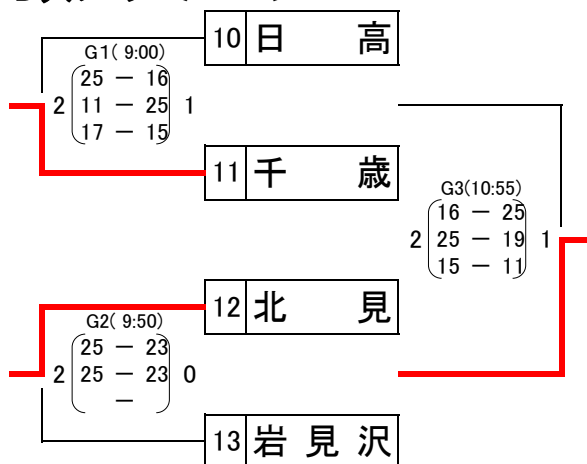 10 日 高
G1( 9:00)
25 － 16
2 11 － 25 1
17 － 15
11 千 歳
G3(10:55)
16 － 25
2 25 － 19 1
15 － 11
12 北 見
G2( 9:50)
25 － 23
2 25 － 23 0
－
13 岩 見 沢